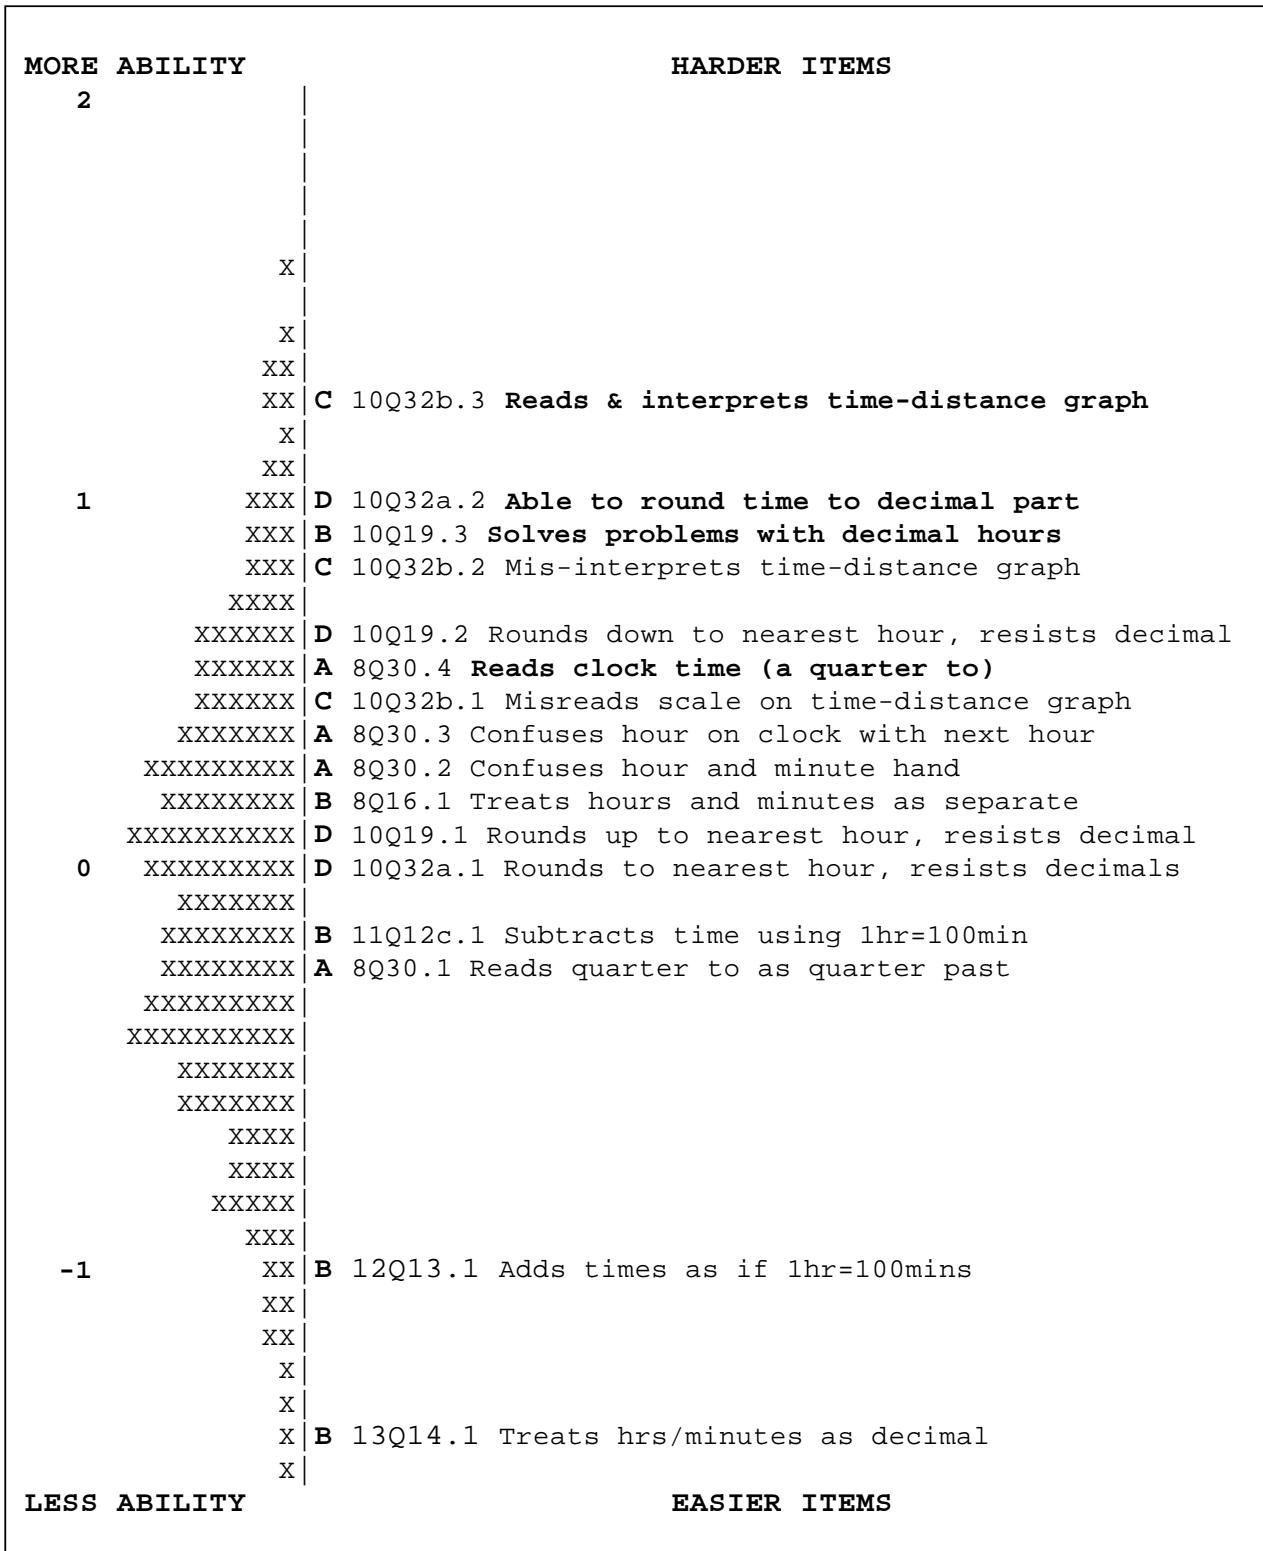 MORE ABILITY HARDER ITEMS
2 |
|
|
|
|
X|
|
X|
XX|
XX|C 10Q32b.3 Reads & interprets time-distance graph
X|
XX|
1 XXX|D 10Q32a.2 Able to round time to decimal part
XXX|B 10Q19.3 Solves problems with decimal hours
XXX|C 10Q32b.2 Mis-interprets time-distance graph
XXXX|
XXXXXX|D 10Q19.2 Rounds down to nearest hour, resists decimal
XXXXXX|A 8Q30.4 Reads clock time (a quarter to)
XXXXXX|C 10Q32b.1 Misreads scale on time-distance graph
XXXXXXX|A 8Q30.3 Confuses hour on clock with next hour
XXXXXXXXX|A 8Q30.2 Confuses hour and minute hand
XXXXXXXX|B 8Q16.1 Treats hours and minutes as separate
XXXXXXXXXX|D 10Q19.1 Rounds up to nearest hour, resists decimal
0 XXXXXXXXX|D 10Q32a.1 Rounds to nearest hour, resists decimals
XXXXXXX|
XXXXXXXX|B 11Q12c.1 Subtracts time using 1hr=100min
XXXXXXXX|A 8Q30.1 Reads quarter to as quarter past
XXXXXXXXX|
XXXXXXXXXX|
XXXXXXX|
XXXXXXX|
XXXX|
XXXX|
XXXXX|
XXX|
-1 XX|B 12Q13.1 Adds times as if 1hr=100mins
XX|
XX|
X|
X|
X|B 13Q14.1 Treats hrs/minutes as decimal
X|
LESS ABILITY EASIER ITEMS